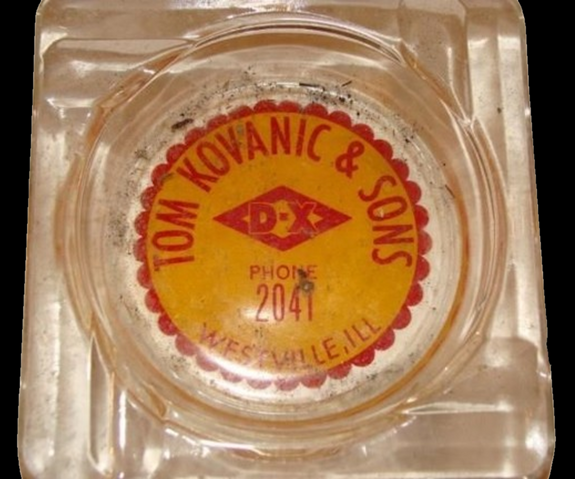 TOM KOVANIC & SONS
D-X
PHONE
2041
WESTVILLE, ILL